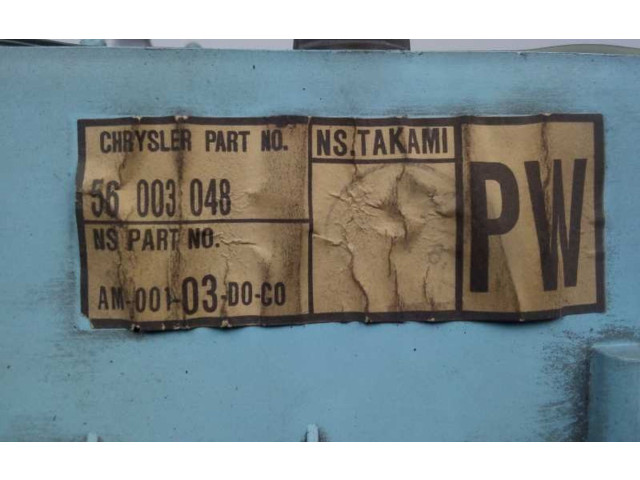 CHRYSLER PART NO.
56 003 048
NS PART NO.
AM-001-03-DO-CO
NS.TAKAMI
PW